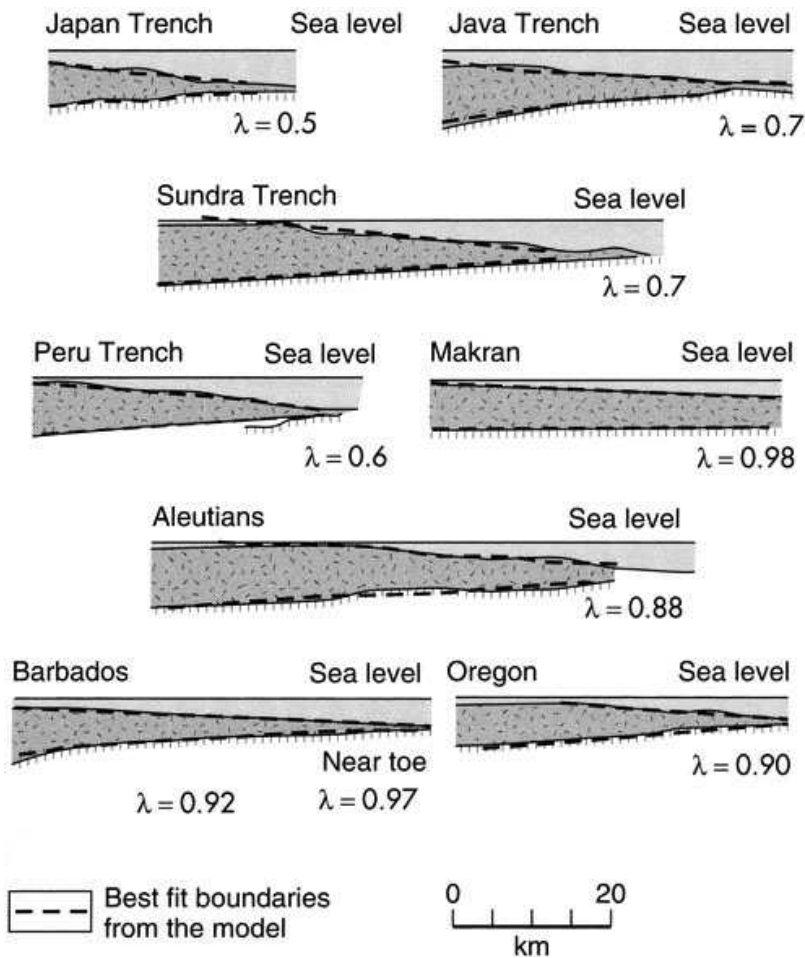 Japan Trench Sea level
Java Trench Sea level
λ = 0.5
λ = 0.7
Sundra Trench Sea level
λ = 0.7
Peru Trench Sea level
Makran Sea level
λ = 0.6
λ = 0.98
Aleutians Sea level
λ = 0.88
Barbados Sea level
Oregon Sea level
Near toe
λ = 0.92
λ = 0.97
λ = 0.90
Best fit boundaries
from the model
0 20
km